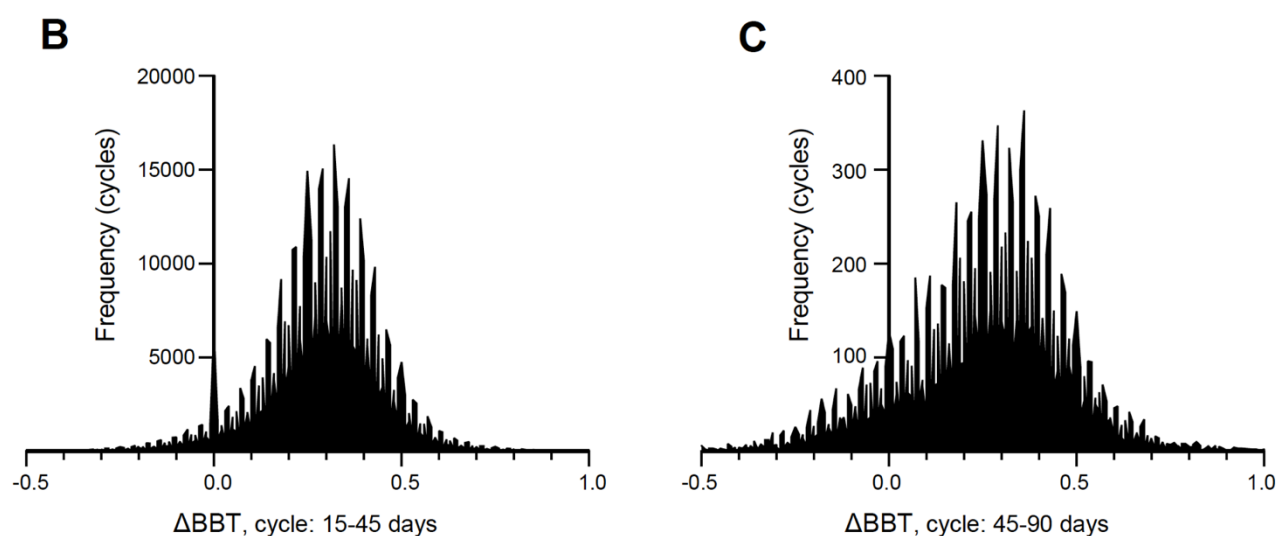 B
20000
15000
10000
5000
Frequency (cycles)
-0.5
0.0
0.5
1.0
ΔBBT, cycle: 15-45 days
C
400
300
200
100
Frequency (cycles)
-0.5
0.0
0.5
1.0
ΔBBT, cycle: 45-90 days